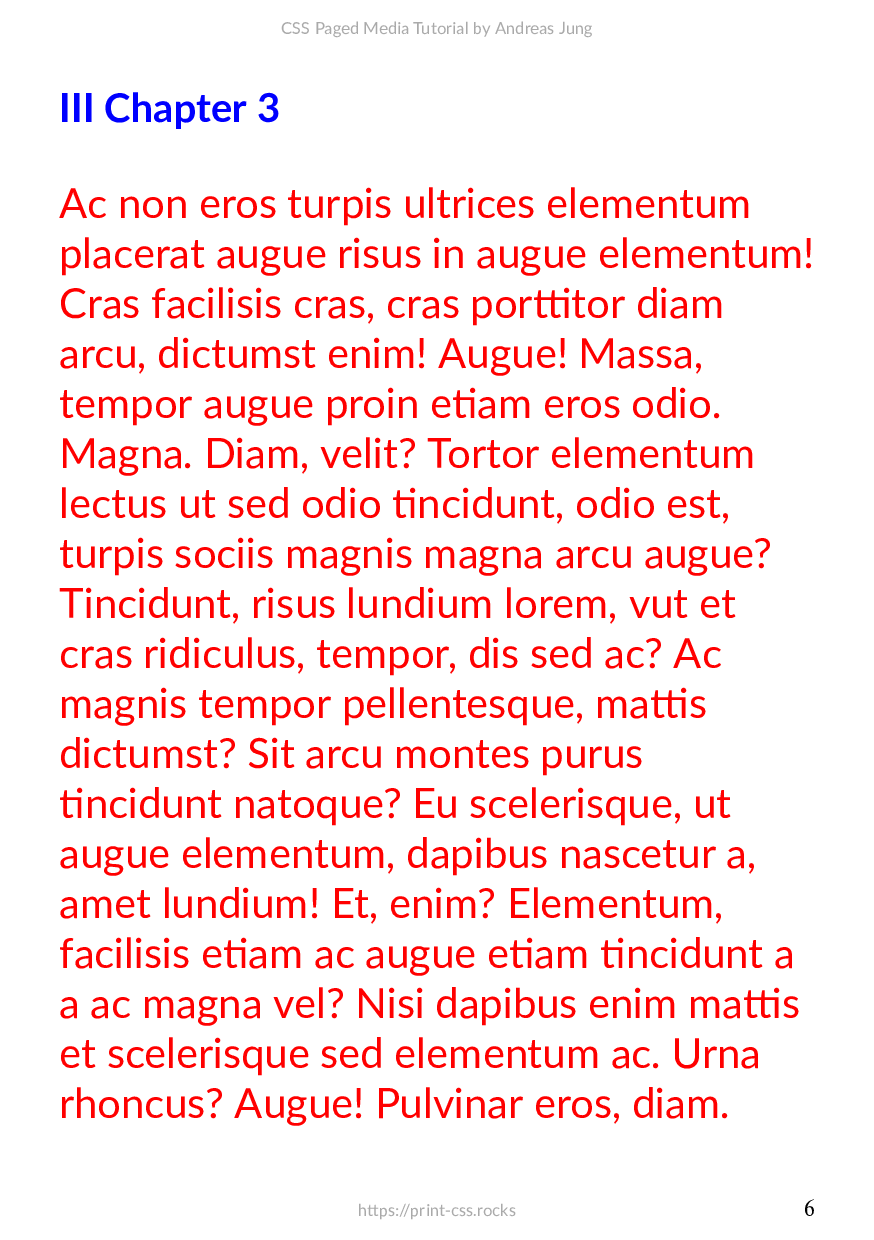 CSS Paged Media Tutorial by Andreas Jung
III Chapter 3
Ac non eros turpis ultrices elementum
placerat augue risus in augue elementum!
Cras facilisis cras, cras porttitor diam
arcu, dictumst enim! Augue! Massa,
tempor augue proin etiam eros odio.
Magna. Diam, velit? Tortor elementum
lectus ut sed odio tincidunt, odio est,
turpis sociis magnis magna arcu augue?
Tincidunt, risus lundium lorem, vut et
cras ridiculus, tempor, dis sed ac? Ac
magnis tempor pellentesque, mattis
dictumst? Sit arcu montes purus
tincidunt natoque? Eu scelerisque, ut
augue elementum, dapibus nascetur a,
amet lundium! Et, enim? Elementum,
facilisis etiam ac augue etiam tincidunt a
a ac magna vel? Nisi dapibus enim mattis
et scelerisque sed elementum ac. Urna
rhoncus? Augue! Pulvinar eros, diam.
https://print-css.rocks 6